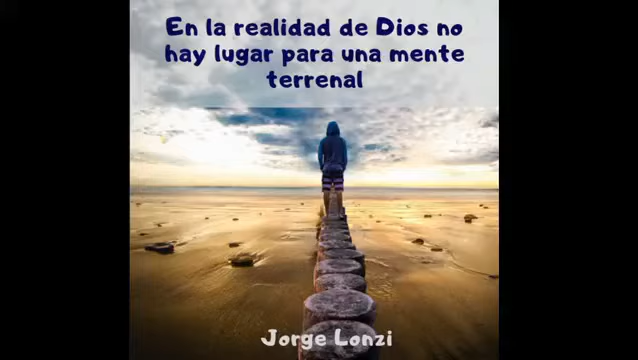 En la realidad de Dios no
hay lugar para una mente
terrenal
Jorge Lonzi